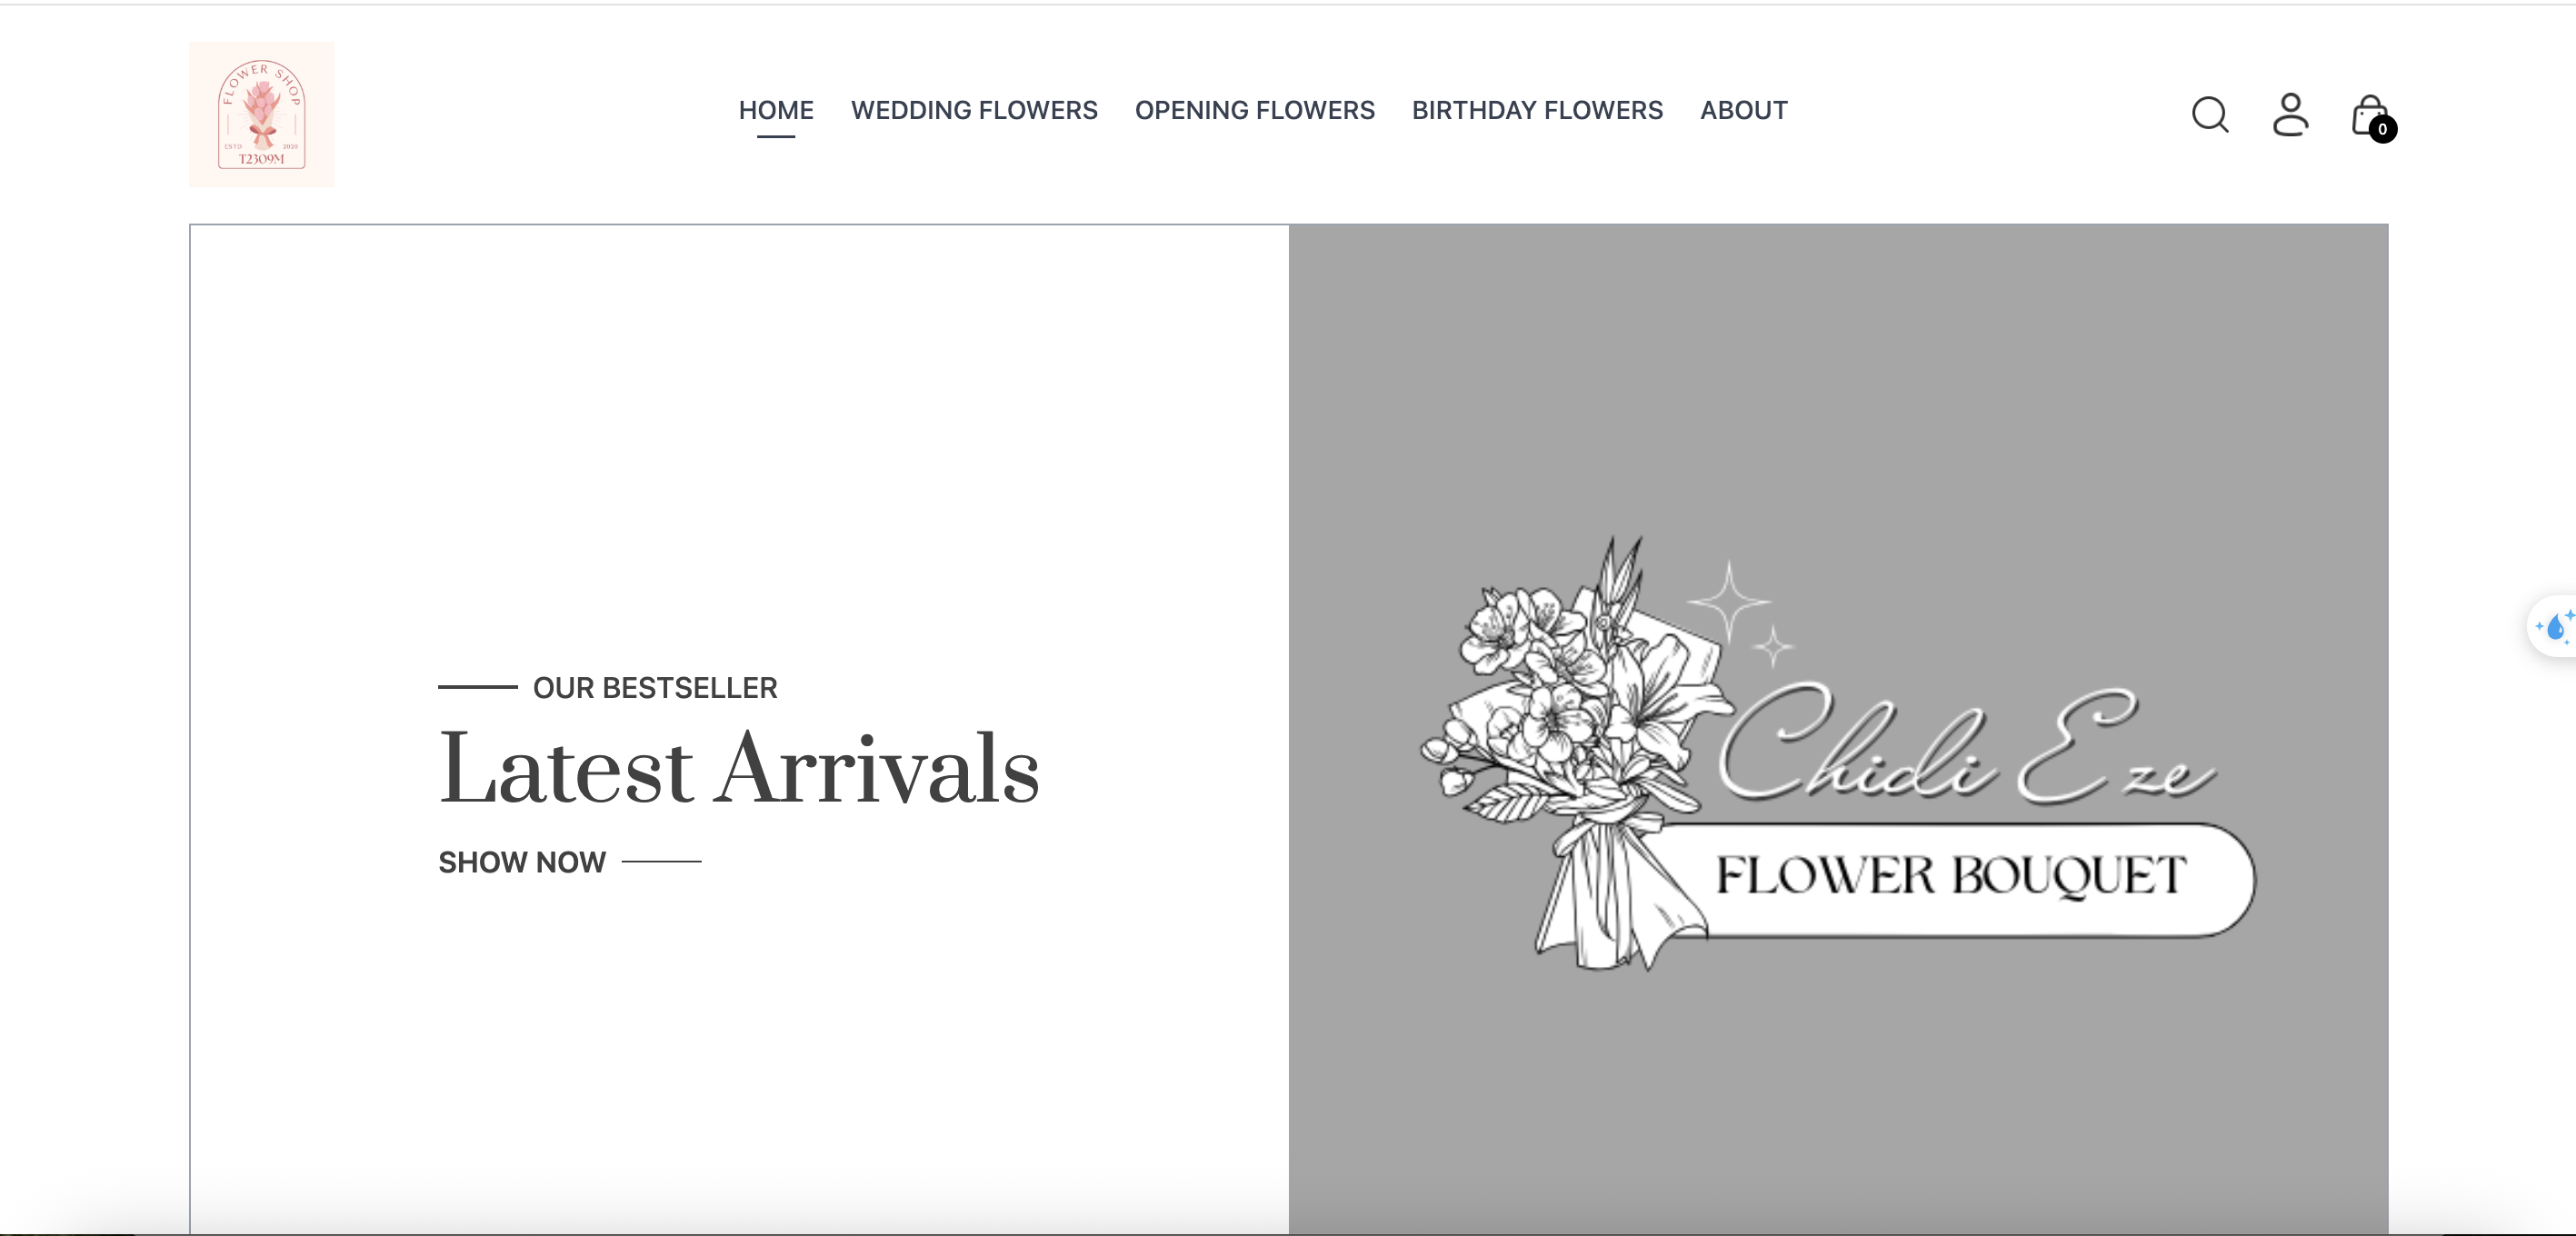 FLOWER SHOP
ESTD 2020
T2309M
HOME WEDDING FLOWERS OPENING FLOWERS BIRTHDAY FLOWERS ABOUT
0
OUR BESTSELLER
Latest Arrivals
SHOW NOW
Chidi Eze
FLOWER BOUQUET